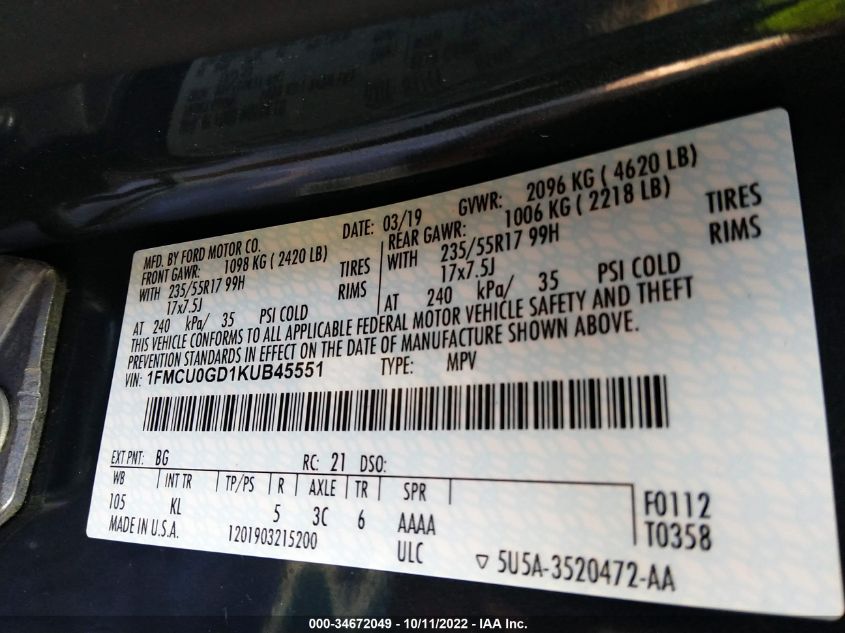 MFD. BY FORD MOTOR CO. DATE: 03/19 GVWR: 2096 KG ( 4620 LB)
FRONT GAWR: 1098 KG ( 2420 LB) REAR GAWR: 1006 KG ( 2218 LB)
WITH 235/55R17 99H TIRES WITH 235/55R17 99H TIRES
17x7.5J RIMS 17x7.5J RIMS
AT 240 kPa/ 35 PSI COLD AT 240 kPa/ 35 PSI COLD
THIS VEHICLE CONFORMS TO ALL APPLICABLE FEDERAL MOTOR VEHICLE SAFETY AND THEFT
PREVENTION STANDARDS IN EFFECT ON THE DATE OF MANUFACTURE SHOWN ABOVE.
VIN: 1FMCU0GD1KUB45551 TYPE: MPV
EXT PNT: BG RC: 21 DSO:
WB INT TR TP/PS R AXLE TR SPR
105 KL 5 3C 6 AAAA F0112
MADE IN U.S.A. 1201903215200 ULC T0358
5U5A-3520472-AA
000-34672049 - 10/11/2022 - IAA Inc.